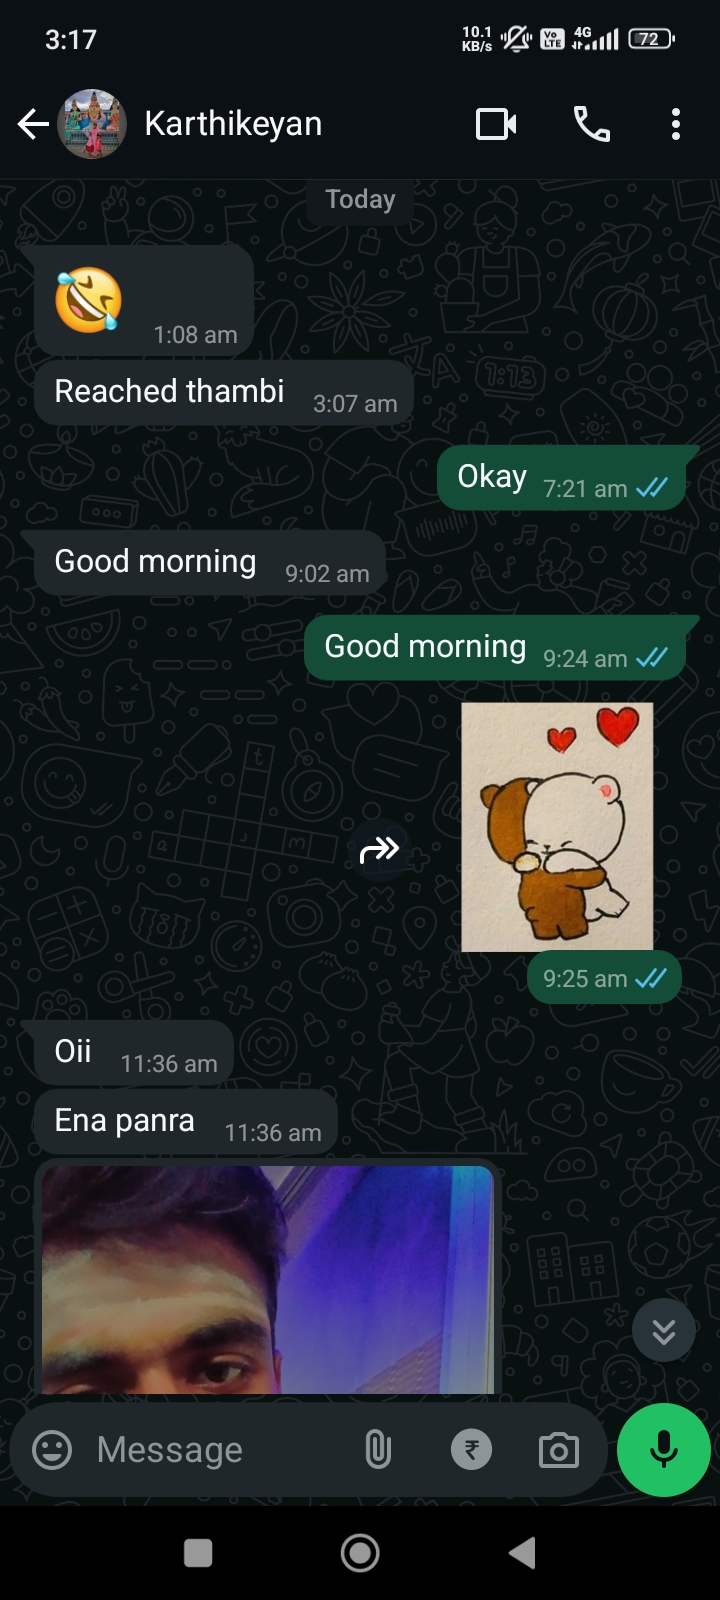 3:17
10.1
KB/s
Vo
LTE
4G
72
Karthikeyan
Today
🤣
1:08 am
Reached thambi 3:07 am
Okay 7:21 am
Good morning 9:02 am
Good morning 9:24 am
9:25 am
Oii 11:36 am
Ena panra 11:36 am
Message
₹